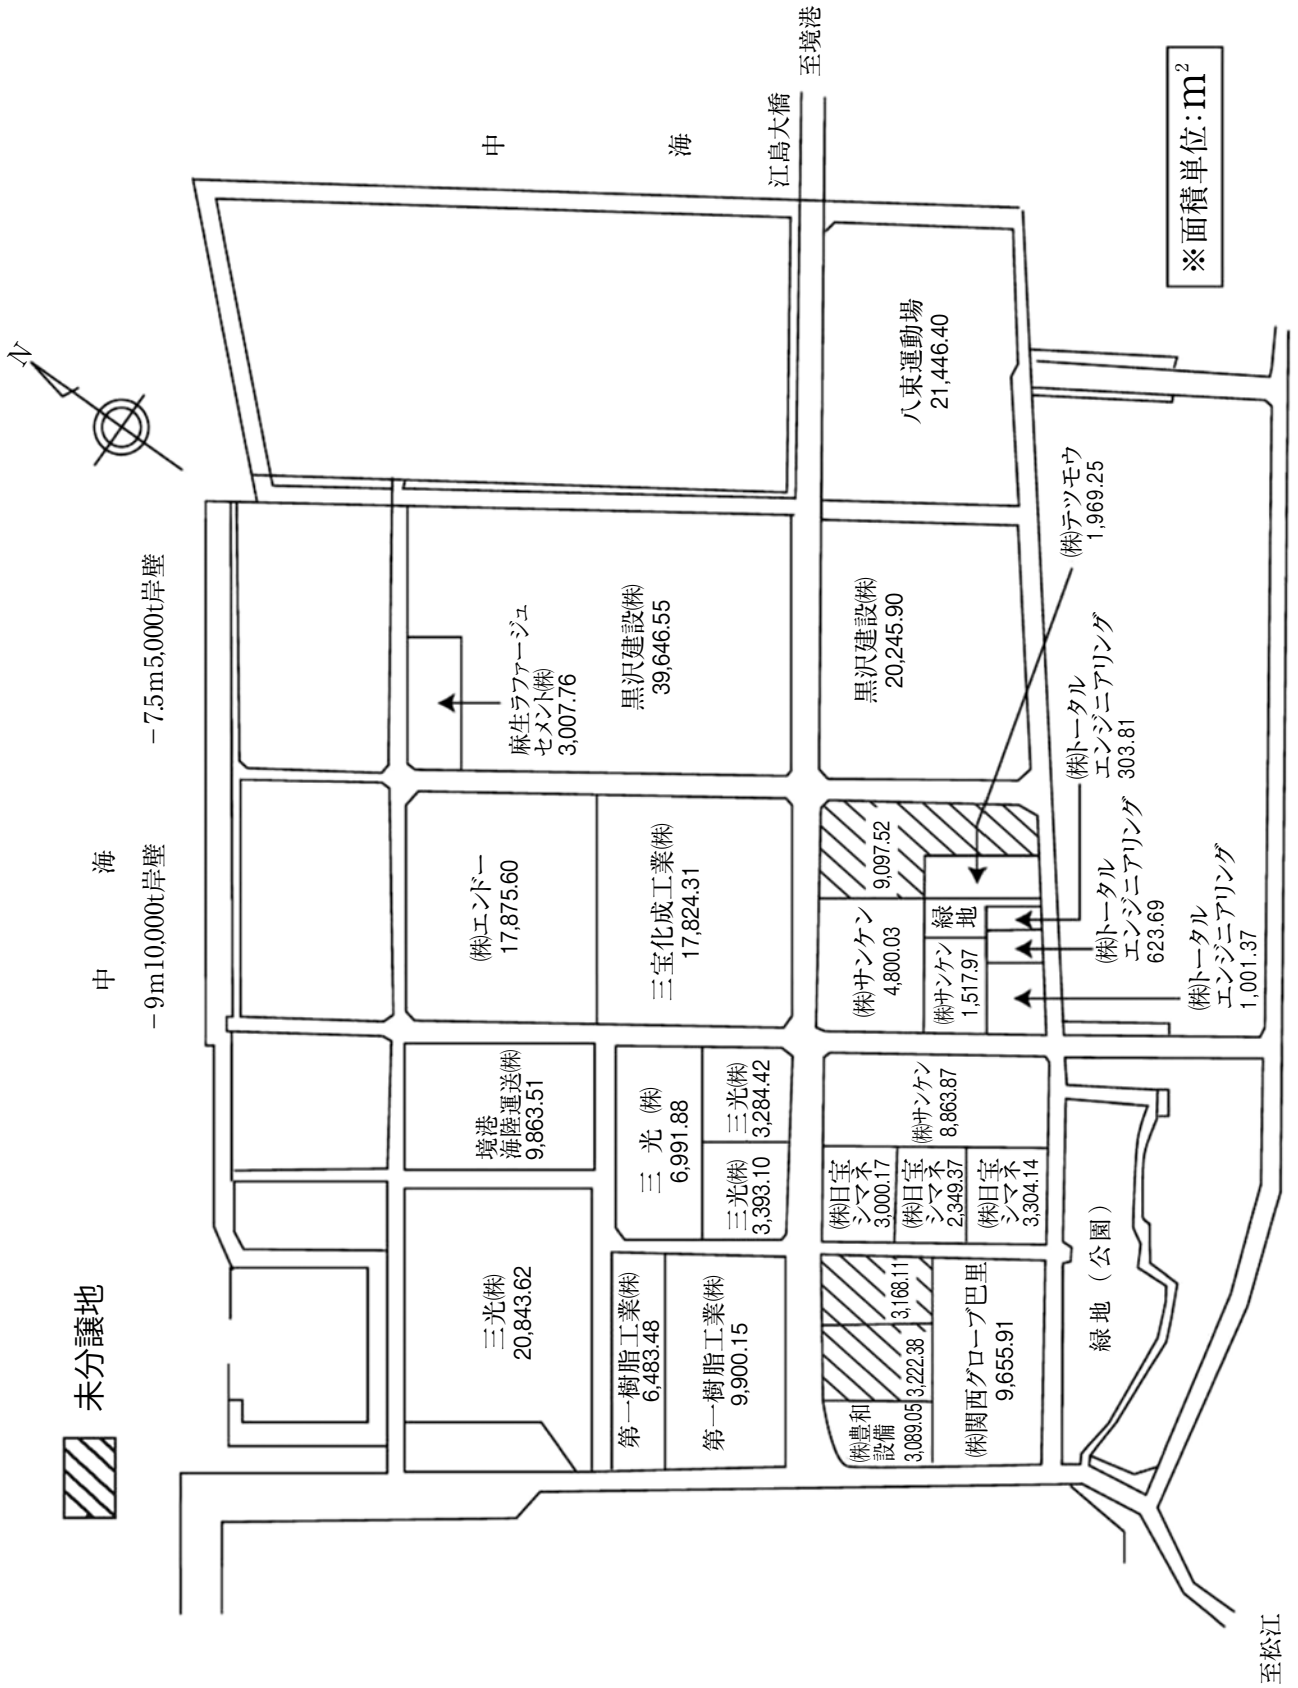 未分譲地
中海
−9m10,000t岸壁
−7.5m5,000t岸壁
N
中海
江島大橋
至境港
※面積単位:m²
三光㈱
20,843.62
境港
海陸運送㈱
9,863.51
㈱エンドー
17,875.60
麻生ラファージュ
セメント㈱
3,007.76
黒沢建設㈱
39,646.55
第一樹脂工業㈱
6,483.48
第一樹脂工業㈱
9,900.15
三光㈱
6,991.88
三光㈱
3,393.10
三光㈱
3,284.42
三宝化成工業㈱
17,824.31
㈱豊和
設備
3,089.05
3,222.38
3,168.11
㈱関西グローブ巴里
9,655.91
㈱日宝
シマネ
3,000.17
㈱日宝
シマネ
2,349.37
㈱日宝
シマネ
3,304.14
㈱サンケン
8,863.87
㈱サンケン
4,800.03
㈱サンケン
1,517.97
緑地
9,097.52
黒沢建設㈱
20,245.90
八束運動場
21,446.40
㈱テツモウ
1,969.25
㈱トータル
エンジニアリング
303.81
㈱トータル
エンジニアリング
623.69
㈱トータル
エンジニアリング
1,001.37
緑地(公園)
至松江